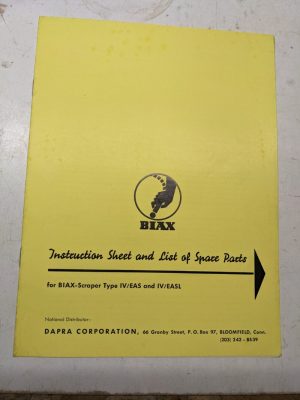 BIAX
Instruction Sheet and List of Spare Parts
for BIAX-Scraper Type IV/EAS and IV/EASL
National Distributor:
DAPRA CORPORATION, 66 Granby Street, P. O. Box 97, BLOOMFIELD, Conn.
(203) 242 - 8539